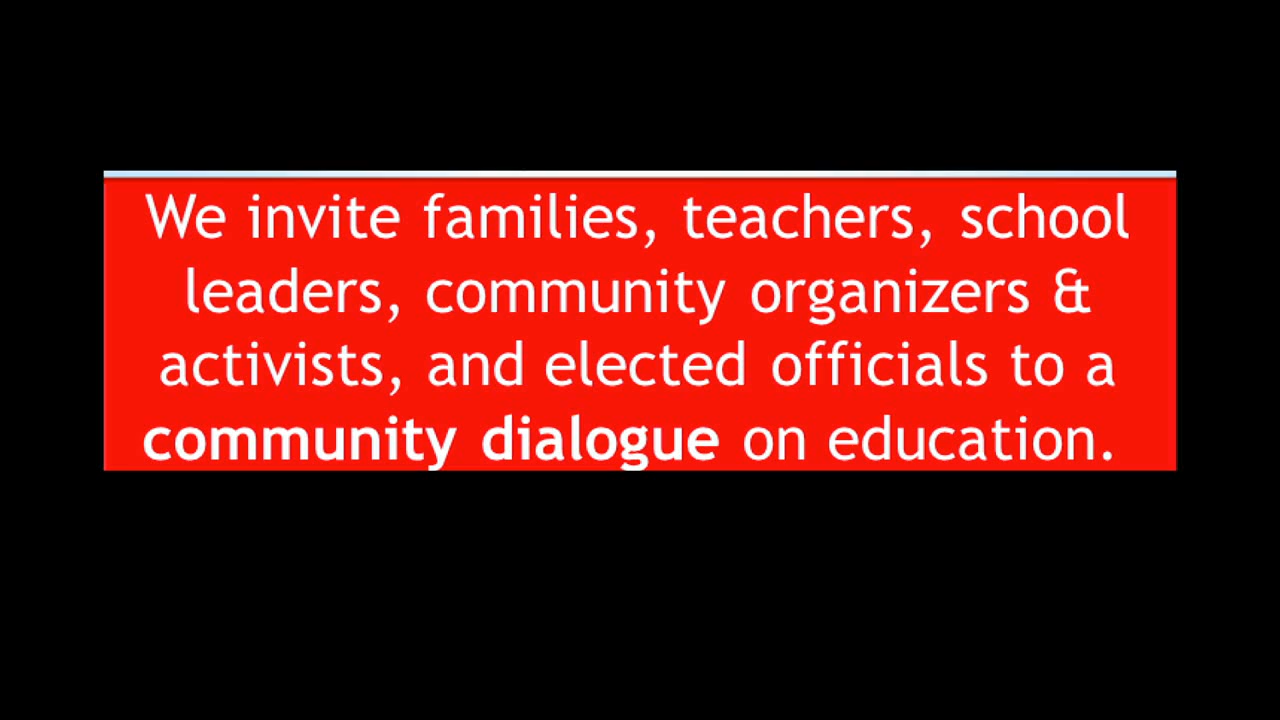 We invite families, teachers, school
leaders, community organizers &
activists, and elected officials to a
community dialogue on education.